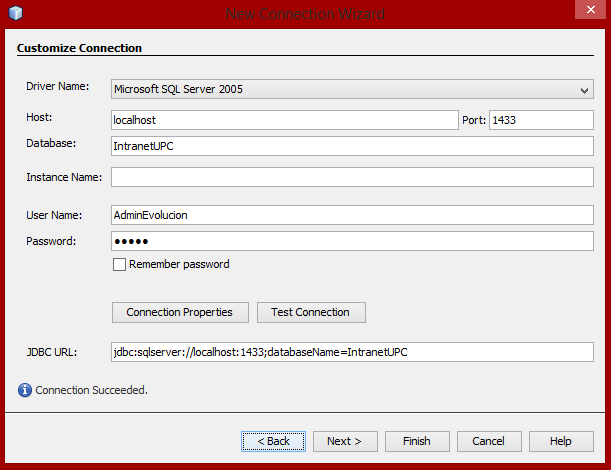 New Connection Wizard
Customize Connection
Driver Name: Microsoft SQL Server 2005
Host: localhost Port: 1433
Database: IntranetUPC
Instance Name:
User Name: AdminEvolucion
Password: •••••
Remember password
Connection Properties Test Connection
JDBC URL: jdbc:sqlserver://localhost:1433;databaseName=IntranetUPC
Connection Succeeded.
< Back Next > Finish Cancel Help